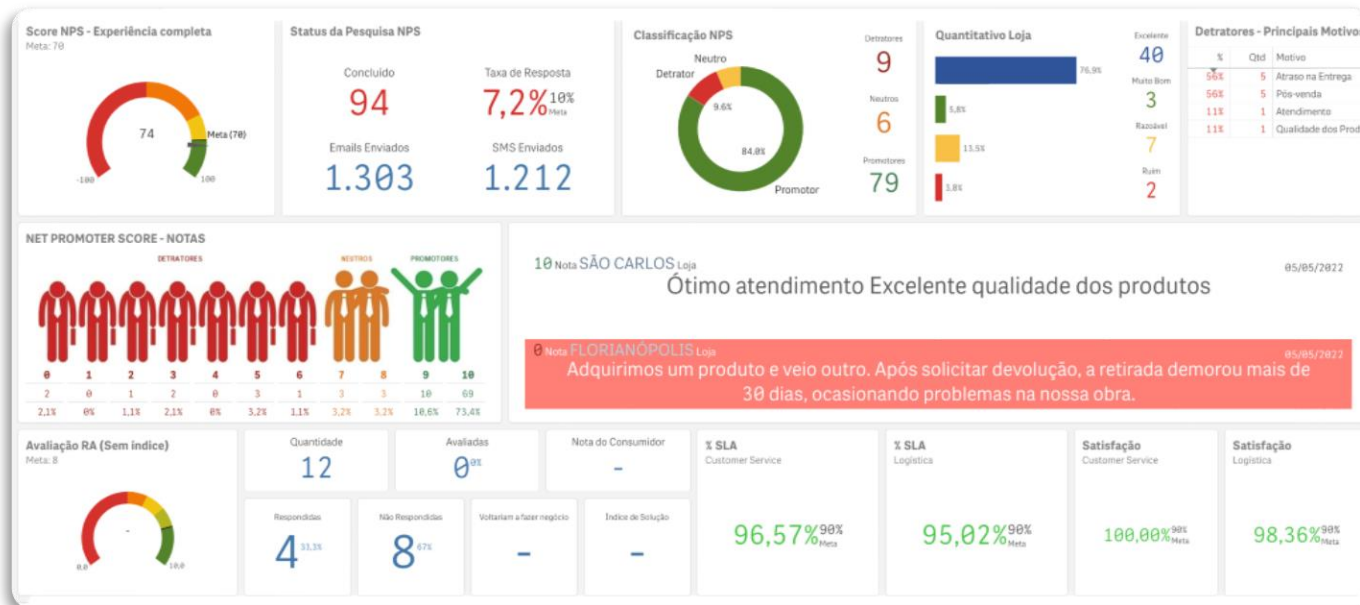 Score NPS - Experiência completa
Meta: 70
74
Meta (70)
-100
100
Status da Pesquisa NPS
Concluído
94
Taxa de Resposta
7,2% 10%
Meta
Emails Enviados
1.303
SMS Enviados
1.212
Classificação NPS
Neutro
Detrator
9.6%
84.0%
Promotor
Detratores
9
Neutros
6
Promotores
79
Quantitativo Loja
76,9%
5,8%
13,5%
3,8%
Excelente
40
Muito Bom
3
Razoável
7
Ruim
2
Detratores - Principais Motivo
% Qtd Motivo
56% 5 Atraso na Entrega
56% 5 Pós-venda
11% 1 Atendimento
11% 1 Qualidade dos Prod
NET PROMOTER SCORE - NOTAS
DETRATORES NEUTROS PROMOTORES
0 1 2 3 4 5 6 7 8 9 10
2 0 1 2 0 3 1 3 3 10 69
2,1% 0% 1,1% 2,1% 0% 3,2% 1,1% 3,2% 3,2% 10,6% 73,4%
10 Nota SÃO CARLOS Loja
05/05/2022
Ótimo atendimento Excelente qualidade dos produtos
0 Nota FLORIANÓPOLIS Loja
05/05/2022
Adquirimos um produto e veio outro. Após solicitar devolução, a retirada demorou mais de
30 dias, ocasionando problemas na nossa obra.
Avaliação RA (Sem índice)
Meta: 8
-
0,0
10,0
Quantidade
12
Avaliadas
0 0%
Nota do Consumidor
-
Respondidas
4 33,3%
Não Respondidas
8 67%
Voltariam a fazer negócio
-
Índice de Solução
-
% SLA
Customer Service
96,57% 90%
Meta
% SLA
Logística
95,02% 90%
Meta
Satisfação
Customer Service
100,00% 90%
Meta
Satisfação
Logística
98,36% 90%
Meta